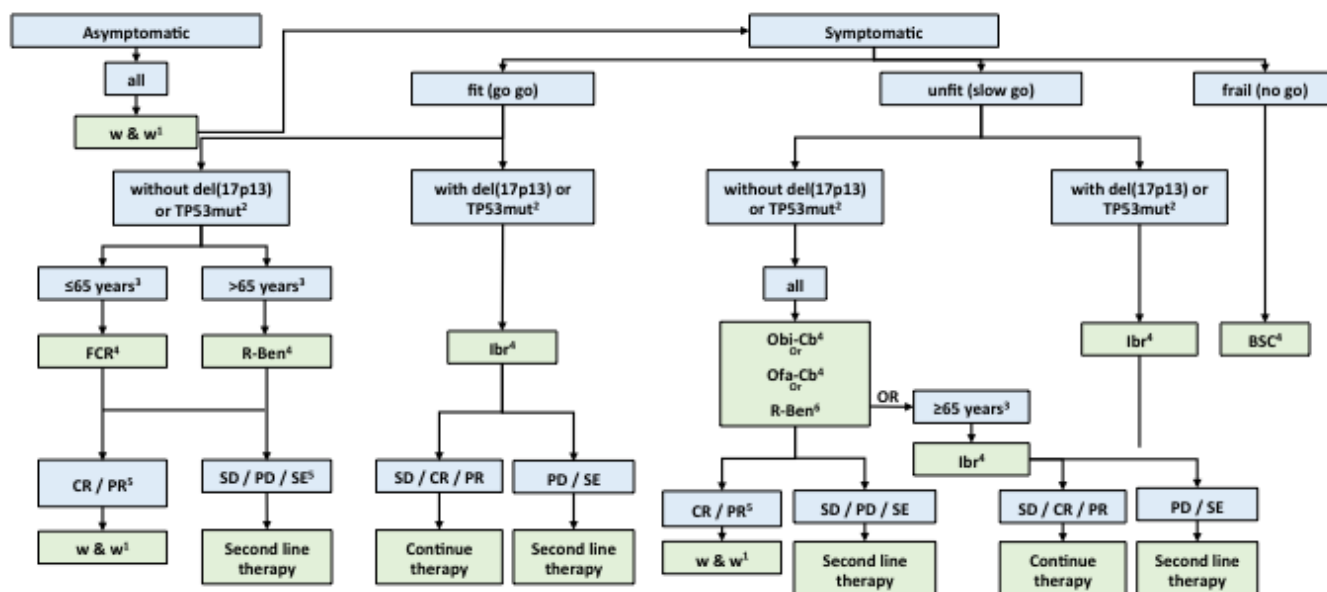 Asymptomatic
Symptomatic
all
fit (go go)
unfit (slow go)
frail (no go)
w & w¹
without del(17p13)
or TP53mut²
with del(17p13) or
TP53mut²
without del(17p13)
or TP53mut²
with del(17p13) or
TP53mut²
≤65 years³
>65 years³
all
FCR⁴
R-Ben⁴
Ibr⁴
Obi-Cb⁴
Or
Ofa-Cb⁴
Or
R-Ben⁶
OR
≥65 years³
Ibr⁴
Ibr⁴
BSC⁴
CR / PR⁵
SD / PD / SE⁵
SD / CR / PR
PD / SE
CR / PR⁵
SD / PD / SE
SD / CR / PR
PD / SE
w & w¹
Second line
therapy
Continue
therapy
Second line
therapy
w & w¹
Second line
therapy
Continue
therapy
Second line
therapy